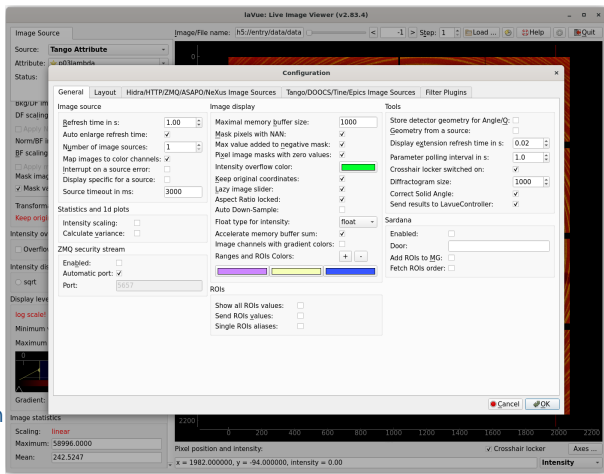 laVue: Live Image Viewer (v2.83.4)
Image Source
Image/File name: h5://entry/data/data < -1 > Step: 1 Load ... Help Quit
Source: Tango Attribute
Attribute: p03lambda
Status:
Configuration
General Layout Hidra/HTTP/ZMQ/ASAPO/NeXus Image Sources Tango/DOOCS/Tine/Epics Image Sources Filter Plugins
Image source
Refresh time in s: 1.00
Auto enlarge refresh time:
Number of image sources: 1
Map images to color channels:
Interrupt on a source error:
Display specific for a source:
Source timeout in ms: 3000
Statistics and 1d plots
Intensity scaling:
Calculate variance:
ZMQ security stream
Enabled:
Automatic port:
Port: 5657
Image display
Maximal memory buffer size: 1000
Mask pixels with NAN:
Max value added to negative mask:
Pixel image masks with zero values:
Intensity overflow color:
Keep original coordinates:
Lazy image slider:
Aspect Ratio locked:
Auto Down-Sample:
Float type for intensity: float
Accelerate memory buffer sum:
Image channels with gradient colors:
Ranges and ROIs Colors: + -
ROIs
Show all ROIs values:
Send ROIs values:
Single ROIs aliases:
Tools
Store detector geometry for Angle/Q:
Geometry from a source:
Display extension refresh time in s: 0.02
Parameter polling interval in s: 1.0
Crosshair locker switched on:
Diffractogram size: 1000
Correct Solid Angle:
Send results to LavueController:
Sardana
Enabled:
Door:
Add ROIs to MG:
Fetch ROIs order:
Cancel OK
DF scaling
Norm/BF i
BF scaling
Mask imag
Mask v
Transform
Keep origi
Intensity ov
Overflo
Intensity dis
sqrt
Display leve
log scale!
Minimum
Maximum
0
Gradient:
Image statistics
Scaling: linear
Maximum: 58996.0000
Mean: 242.5247
0
2200
0 200 400 600 800 1000 1200 1400 1600 1800 2000 2200
Pixel position and intensity: Crosshair locker Axes ...
x = 1982.000000, y = -94.000000, intensity = 0.00 Intensity